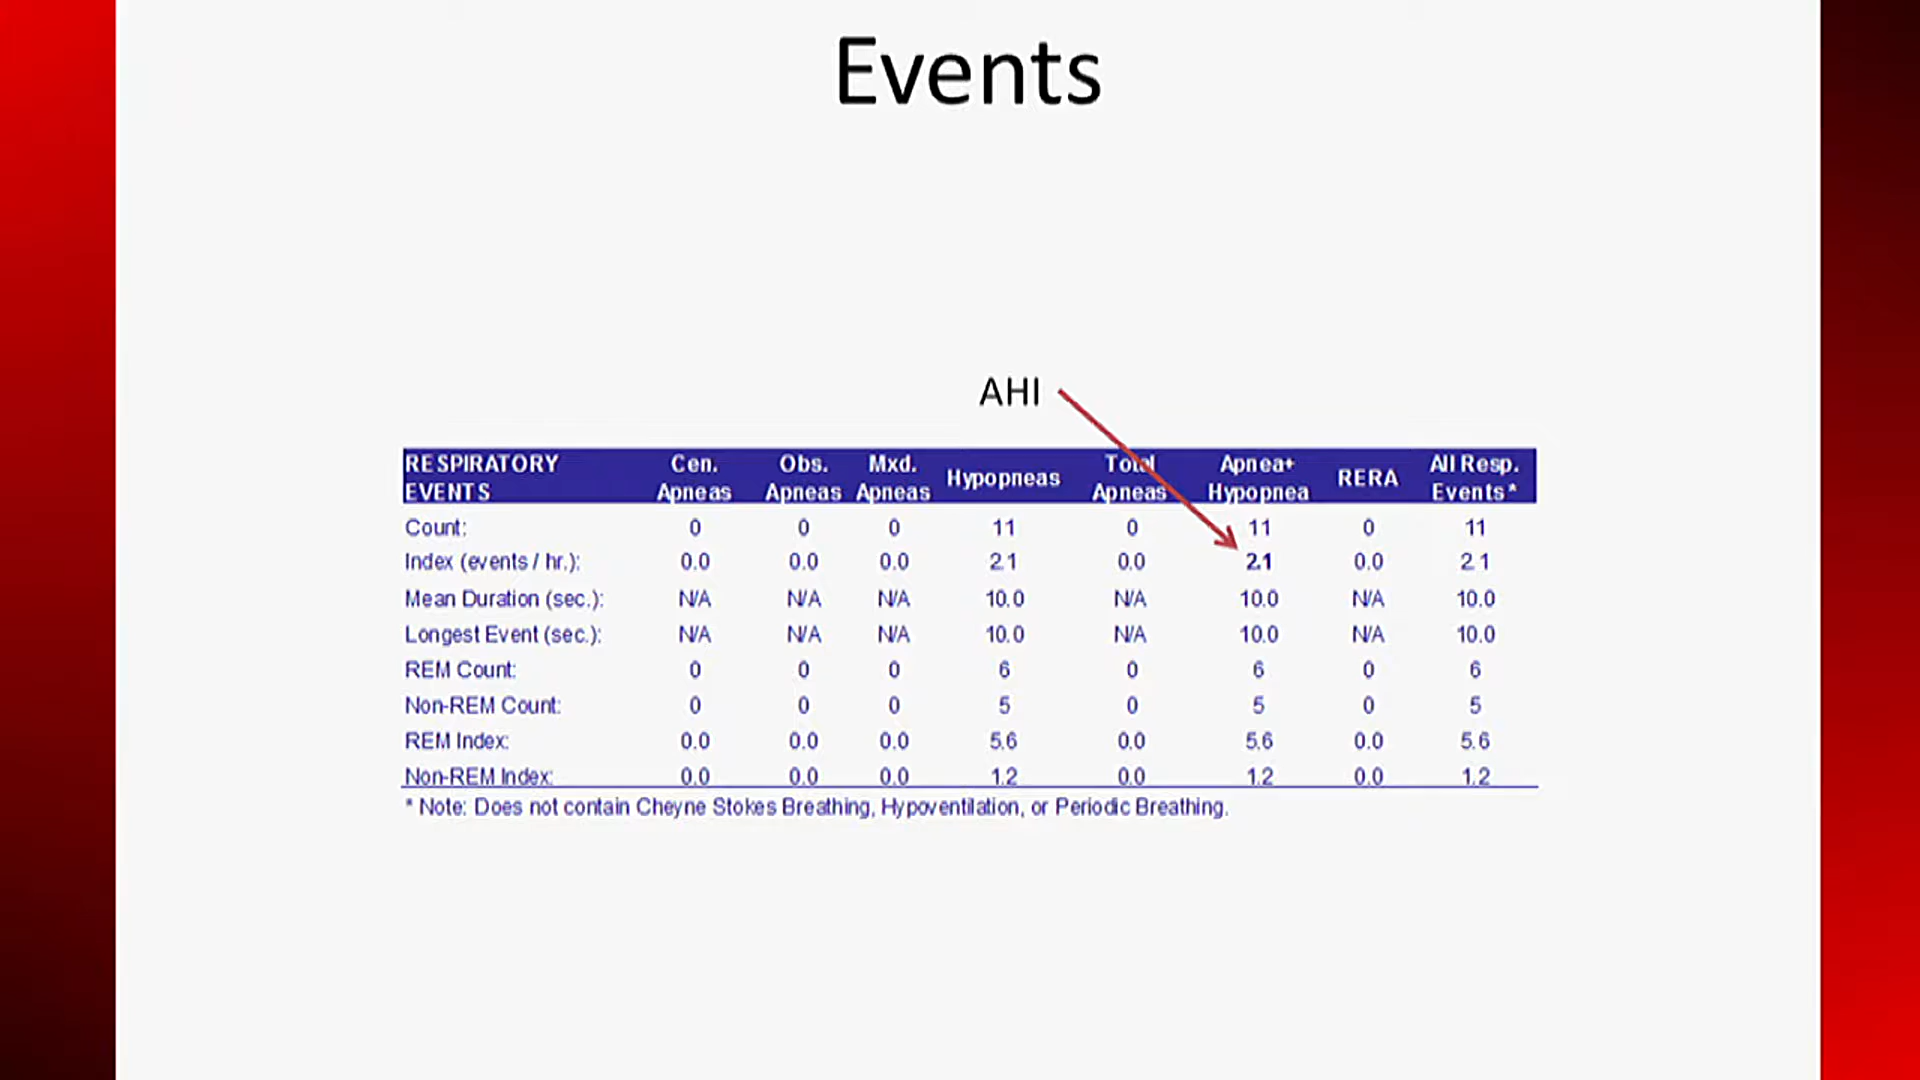 Events
AHI
RESPIRATORY EVENTS Cen. Apneas Obs. Apneas Mxd. Apneas Hypopneas Total Apneas Apnea+ Hypopnea RERA All Resp. Events*
Count: 0 0 0 11 0 11 0 11
Index (events / hr.): 0.0 0.0 0.0 2.1 0.0 2.1 0.0 2.1
Mean Duration (sec.): N/A N/A N/A 10.0 N/A 10.0 N/A 10.0
Longest Event (sec.): N/A N/A N/A 10.0 N/A 10.0 N/A 10.0
REM Count: 0 0 0 6 0 6 0 6
Non-REM Count: 0 0 0 5 0 5 0 5
REM Index: 0.0 0.0 0.0 5.6 0.0 5.6 0.0 5.6
Non-REM Index: 0.0 0.0 0.0 1.2 0.0 1.2 0.0 1.2
* Note: Does not contain Cheyne Stokes Breathing, Hypoventilation, or Periodic Breathing.